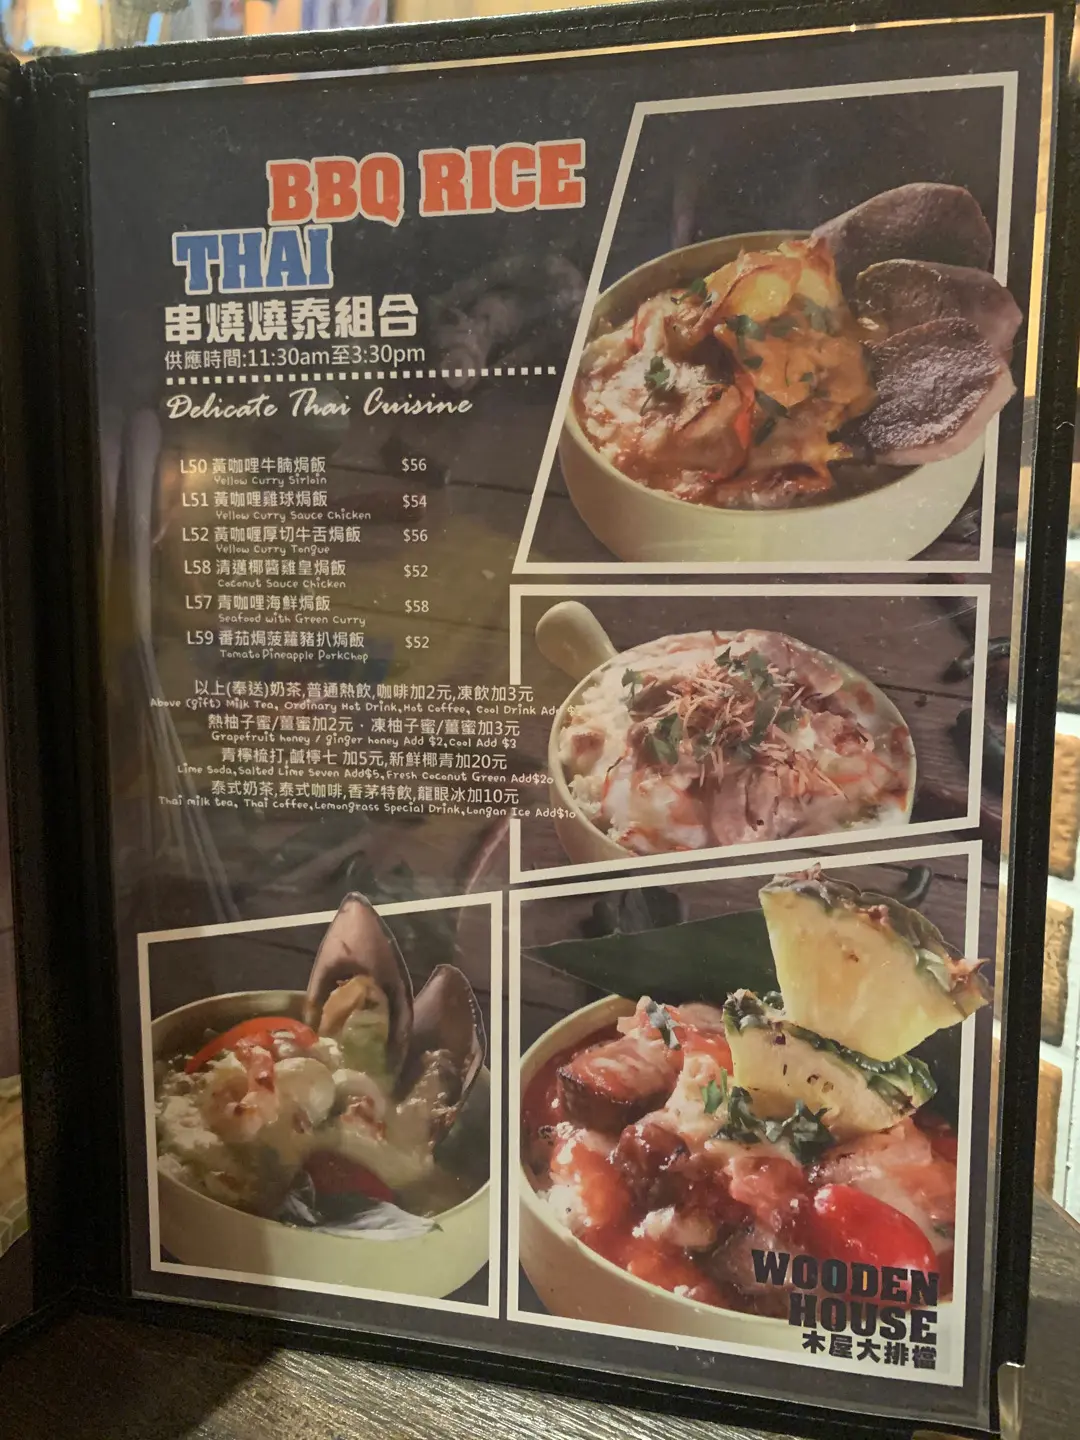 BBQ RICE
THAI
串燒燒泰組合
供應時間:11:30am至3:30pm
Delicate Thai Cuisine
L50 黃咖哩牛腩焗飯 $56
Yellow Curry Sirloin
L51 黃咖哩雞球焗飯 $54
Yellow Curry Sauce Chicken
L52 黃咖喱厚切牛舌焗飯 $56
Yellow Curry Tongue
L58 清邁椰醬雞皇焗飯 $52
Coconut Sauce Chicken
L57 青咖哩海鮮焗飯 $58
Seafood with Green Curry
L59 番茄焗菠蘿豬扒焗飯 $52
Tomato Pineapple PorkChop
以上(奉送)奶茶,普通熱飲,咖啡加2元,凍飲加3元
Above (gift) Milk Tea, Ordinary Hot Drink,Hot Coffee, Cool Drink Add $
熱柚子蜜/薑蜜加2元 · 凍柚子蜜/薑蜜加3元
Grapefruit honey / ginger honey Add $2,Cool Add $3
青檸梳打,鹹檸七 加5元,新鮮椰青加20元
Lime Soda,Salted Lime Seven Add$5,Fresh Coconut Green Add$20
泰式奶茶,泰式咖啡,香茅特飲,龍眼冰加10元
Thai milk tea, Thai coffee,Lemongrass Special Drink,Longan Ice Add$10
WOODEN
HOUSE
木屋大排檔